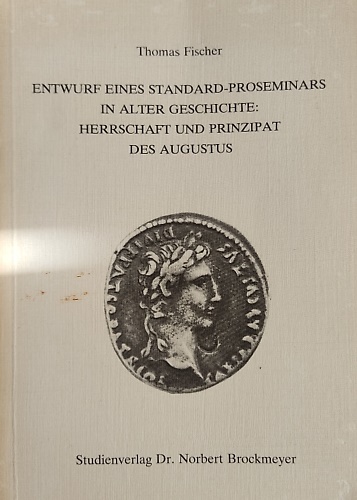 Thomas Fischer
ENTWURF EINES STANDARD-PROSEMINARS
IN ALTER GESCHICHTE:
HERRSCHAFT UND PRINZIPAT
DES AUGUSTUS
Studienverlag Dr. Norbert Brockmeyer